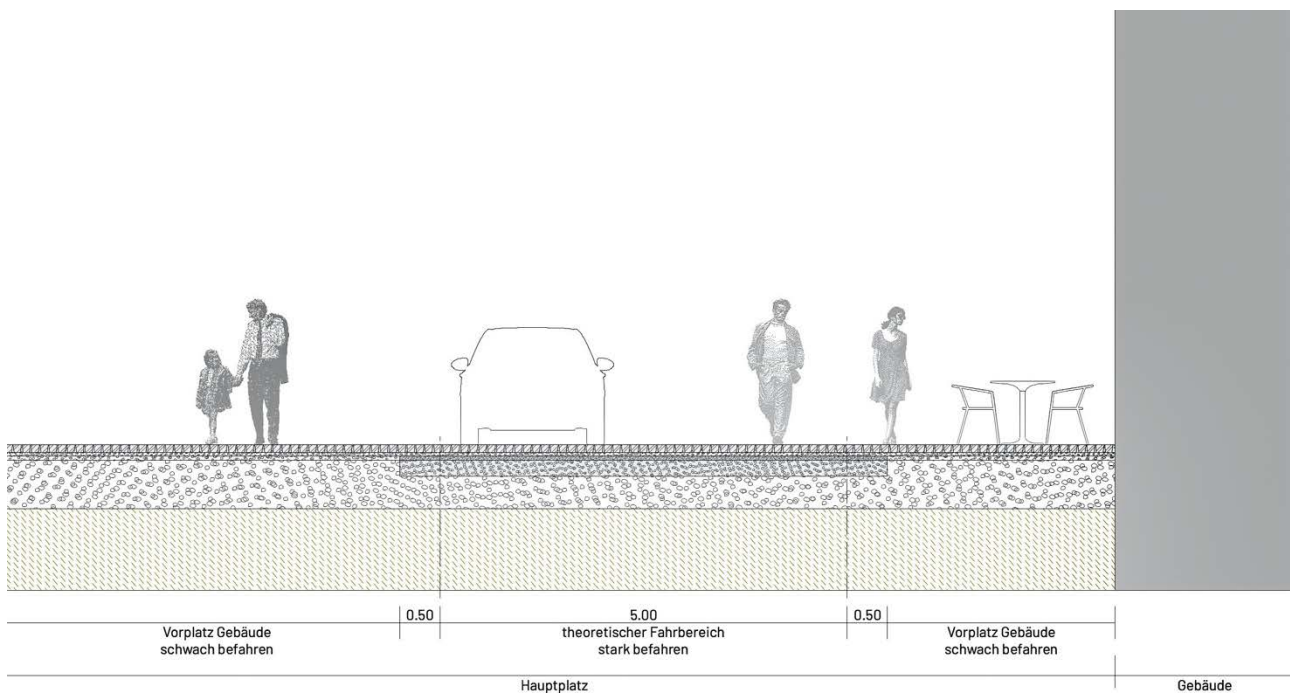 0.50
5.00
0.50
Vorplatz Gebäude
schwach befahren
theoretischer Fahrbereich
stark befahren
Vorplatz Gebäude
schwach befahren
Hauptplatz
Gebäude